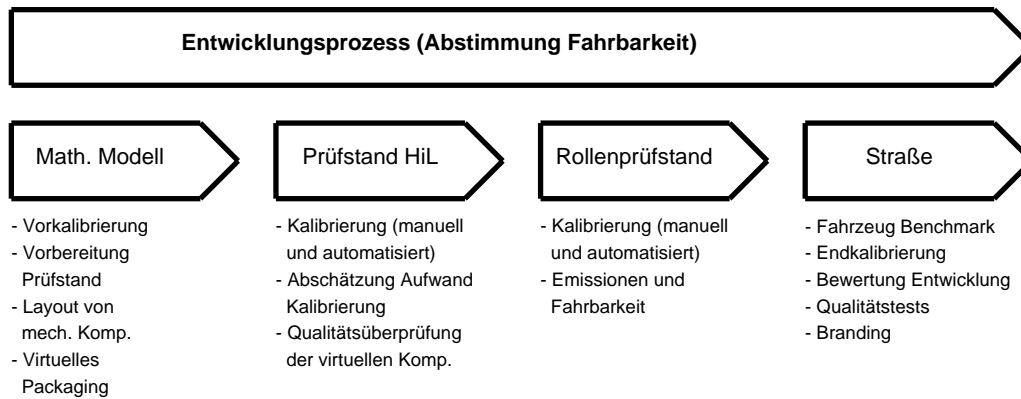 Entwicklungsprozess (Abstimmung Fahrbarkeit)
Math. Modell
- Vorkalibrierung
- Vorbereitung
Prüfstand
- Layout von
mech. Komp.
- Virtuelles
Packaging
Prüfstand HiL
- Kalibrierung (manuell
und automatisiert)
- Abschätzung Aufwand
Kalibrierung
- Qualitätsüberprüfung
der virtuellen Komp.
Rollenprüfstand
- Kalibrierung (manuell
und automatisiert)
- Emissionen und
Fahrbarkeit
Straße
- Fahrzeug Benchmark
- Endkalibrierung
- Bewertung Entwicklung
- Qualitätstests
- Branding